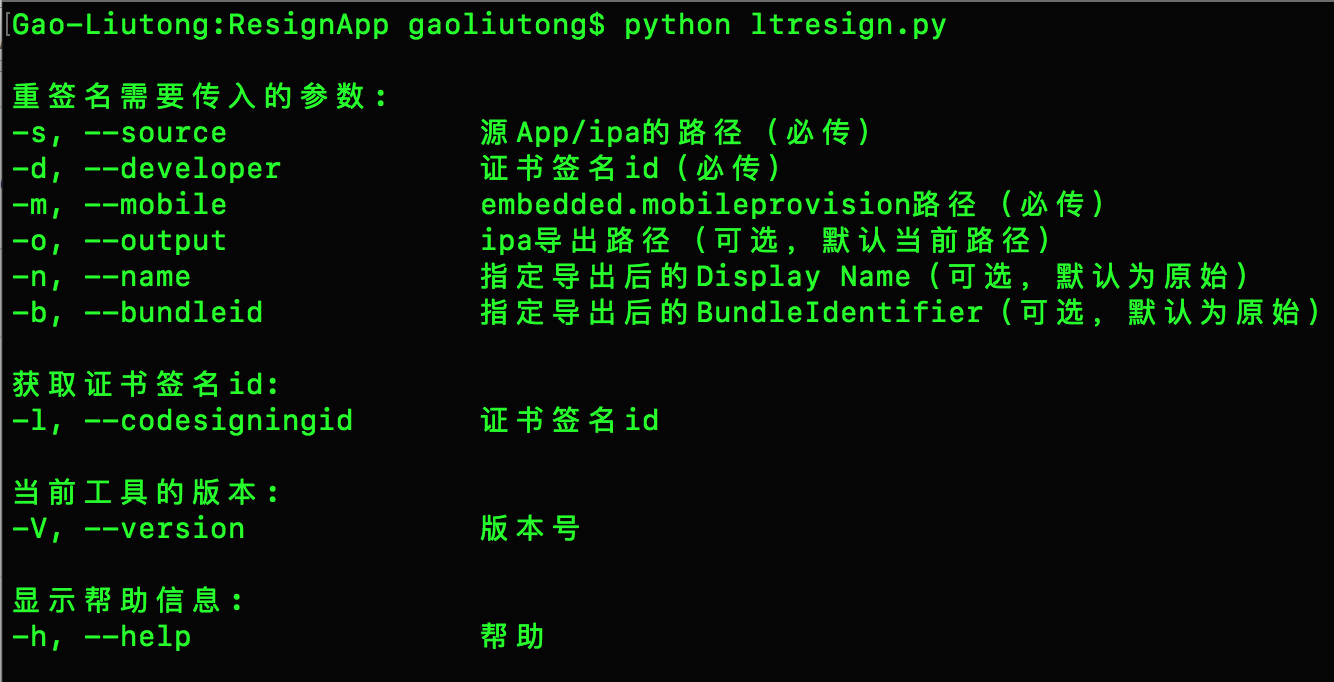 Gao-Liutong:ResignApp gaoliutong$ python ltresign.py
重签名需要传入的参数:
-s, --source 源App/ipa的路径（必传）
-d, --developer 证书签名id（必传）
-m, --mobile embedded.mobileprovision路径（必传）
-o, --output ipa导出路径（可选, 默认当前路径）
-n, --name 指定导出后的Display Name（可选, 默认为原始）
-b, --bundleid 指定导出后的BundleIdentifier（可选, 默认为原始）
获取证书签名id:
-l, --codesigningid 证书签名id
当前工具的版本:
-V, --version 版本号
显示帮助信息:
-h, --help 帮助